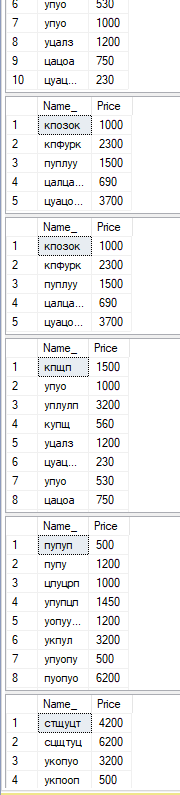 6 упуо 530
7 упуо 1000
8 уцалз 1200
9 цацоа 750
10 цуац... 230
Name_ Price
1 кпозок 1000
2 кпфурк 2300
3 пуплуу 1500
4 цалца... 690
5 цуацо... 3700
Name_ Price
1 кпозок 1000
2 кпфурк 2300
3 пуплуу 1500
4 цалца... 690
5 цуацо... 3700
Name_ Price
1 кпщп 1500
2 упуо 1000
3 уплулп 3200
4 купщ 560
5 уцалз 1200
6 цуац... 230
7 упуо 530
8 цацоа 750
Name_ Price
1 пупуп 500
2 пупу 1200
3 цпуцрп 1000
4 упупцп 1450
5 уопуу... 1200
6 укпул 3200
7 упуопу 500
8 пуопуо 6200
Name_ Price
1 стщуцт 4200
2 сцщтуц 6200
3 укопуо 3200
4 укпооп 500